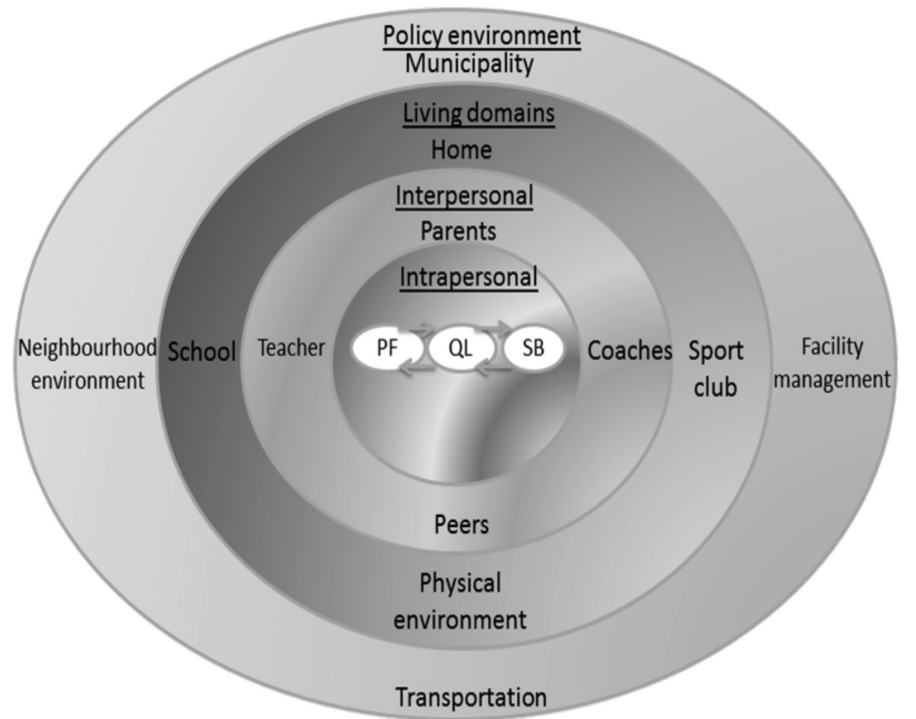 Policy environment
Municipality
Living domains
Home
Interpersonal
Parents
Intrapersonal
Neighbourhood
environment
School
Teacher
PF
QL
SB
Coaches
Sport
club
Facility
management
Peers
Physical
environment
Transportation